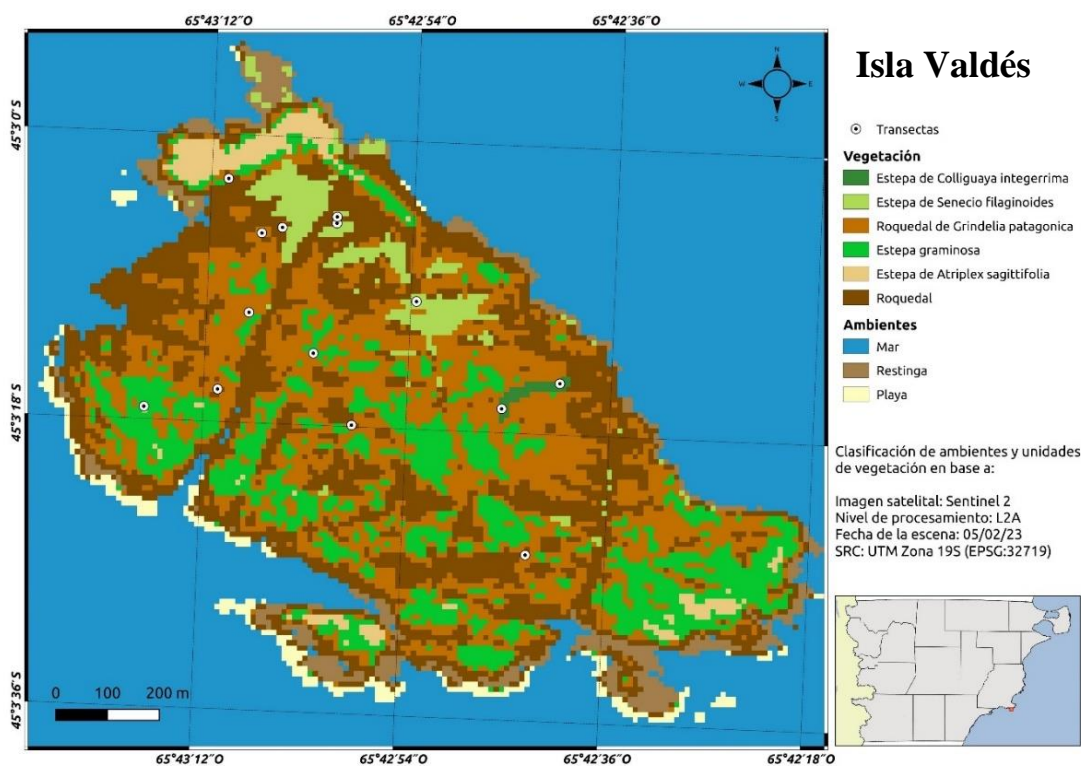 65°43′12″O
65°42′54″O
65°42′36″O
Isla Valdés
N
W
E
S
45°3′0″S
45°3′18″S
45°3′36″S
Transectas
Vegetación
Estepa de Colliguaya integerrima
Estepa de Senecio filaginoides
Roquedal de Grindelia patagonica
Estepa graminosa
Estepa de Atriplex sagittifolia
Roquedal
Ambientes
Mar
Restinga
Playa
Clasificación de ambientes y unidades
de vegetación en base a:
Imagen satelital: Sentinel 2
Nivel de procesamiento: L2A
Fecha de la escena: 05/02/23
SRC: UTM Zona 19S (EPSG:32719)
0 100 200 m
65°43′12″O
65°42′54″O
65°42′36″O
65°42′18″O